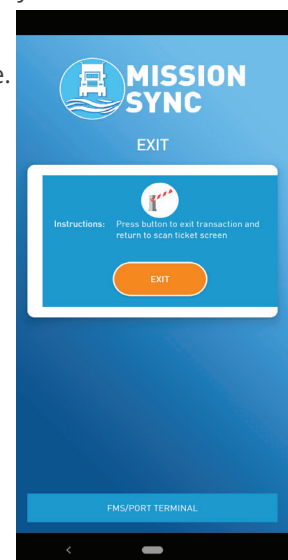 e.
MISSION
SYNC
EXIT
Instructions: Press button to exit transaction and
return to scan ticket screen
EXIT
FMS/PORT TERMINAL